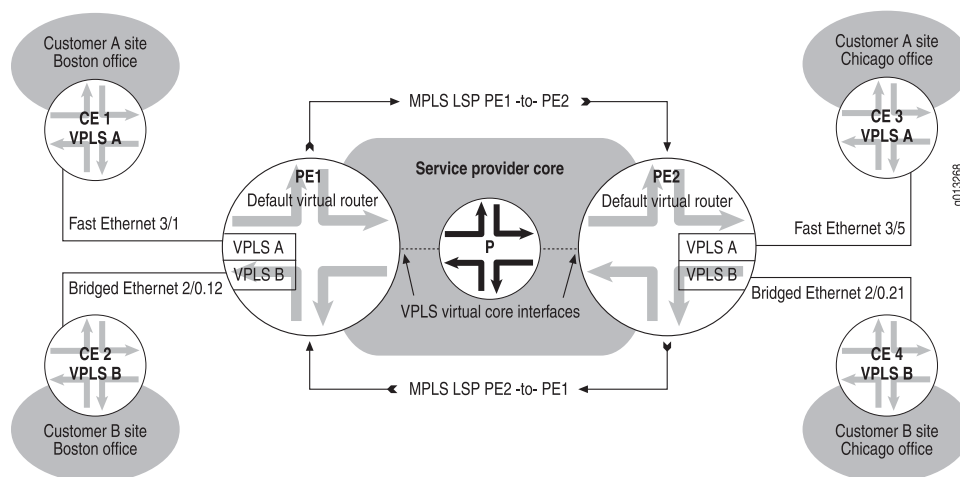 Customer A site
Boston office
CE 1
VPLS A
Fast Ethernet 3/1
Bridged Ethernet 2/0.12
CE 2
VPLS B
Customer B site
Boston office
MPLS LSP PE1 -to- PE2
Service provider core
PE1
Default virtual router
VPLS A
VPLS B
P
VPLS virtual core interfaces
PE2
Default virtual router
VPLS A
VPLS B
MPLS LSP PE2 -to- PE1
Customer A site
Chicago office
CE 3
VPLS A
Fast Ethernet 3/5
Bridged Ethernet 2/0.21
CE 4
VPLS B
Customer B site
Chicago office
g013268